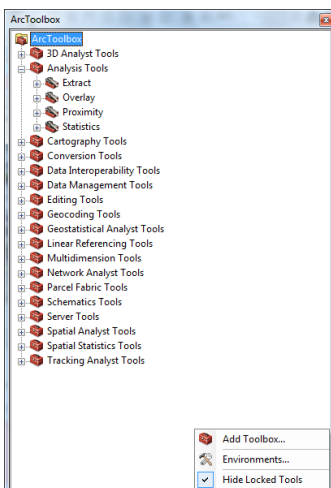 ArcToolbox
ArcToolbox
3D Analyst Tools
Analysis Tools
Extract
Overlay
Proximity
Statistics
Cartography Tools
Conversion Tools
Data Interoperability Tools
Data Management Tools
Editing Tools
Geocoding Tools
Geostatistical Analyst Tools
Linear Referencing Tools
Multidimension Tools
Network Analyst Tools
Parcel Fabric Tools
Schematics Tools
Server Tools
Spatial Analyst Tools
Spatial Statistics Tools
Tracking Analyst Tools
Add Toolbox...
Environments...
Hide Locked Tools